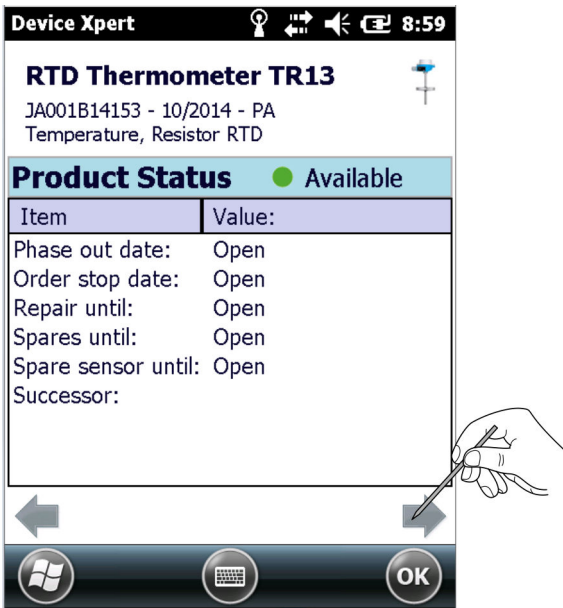 Device Xpert 8:59
RTD Thermometer TR13
JA001B14153 - 10/2014 - PA
Temperature, Resistor RTD
Product Status Available
Item Value:
Phase out date: Open
Order stop date: Open
Repair until: Open
Spares until: Open
Spare sensor until: Open
Successor:
OK